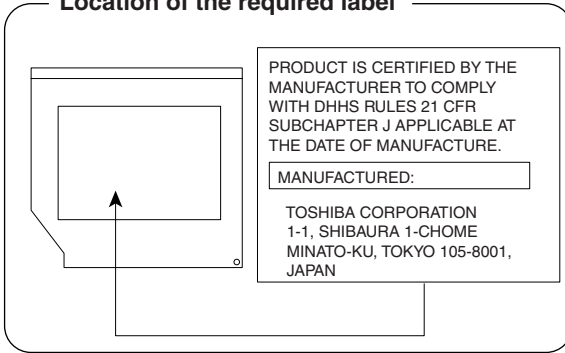 Location of the required label
PRODUCT IS CERTIFIED BY THE
MANUFACTURER TO COMPLY
WITH DHHS RULES 21 CFR
SUBCHAPTER J APPLICABLE AT
THE DATE OF MANUFACTURE.
MANUFACTURED:
TOSHIBA CORPORATION
1-1, SHIBAURA 1-CHOME
MINATO-KU, TOKYO 105-8001,
JAPAN